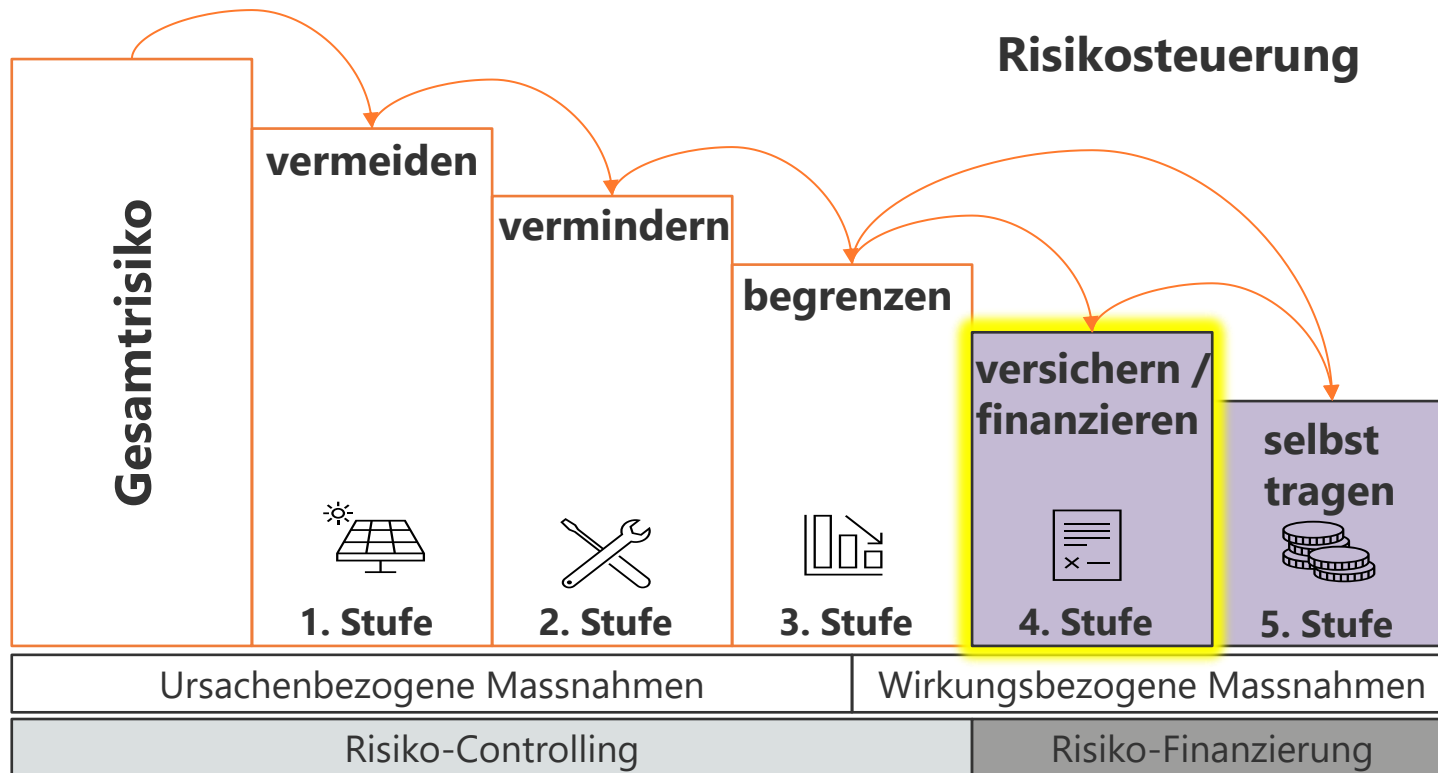 Risikosteuerung
Gesamtrisiko
vermeiden
1. Stufe
vermindern
2. Stufe
begrenzen
3. Stufe
versichern /
finanzieren
4. Stufe
selbst
tragen
5. Stufe
Ursachenbezogene Massnahmen
Wirkungsbezogene Massnahmen
Risiko-Controlling
Risiko-Finanzierung